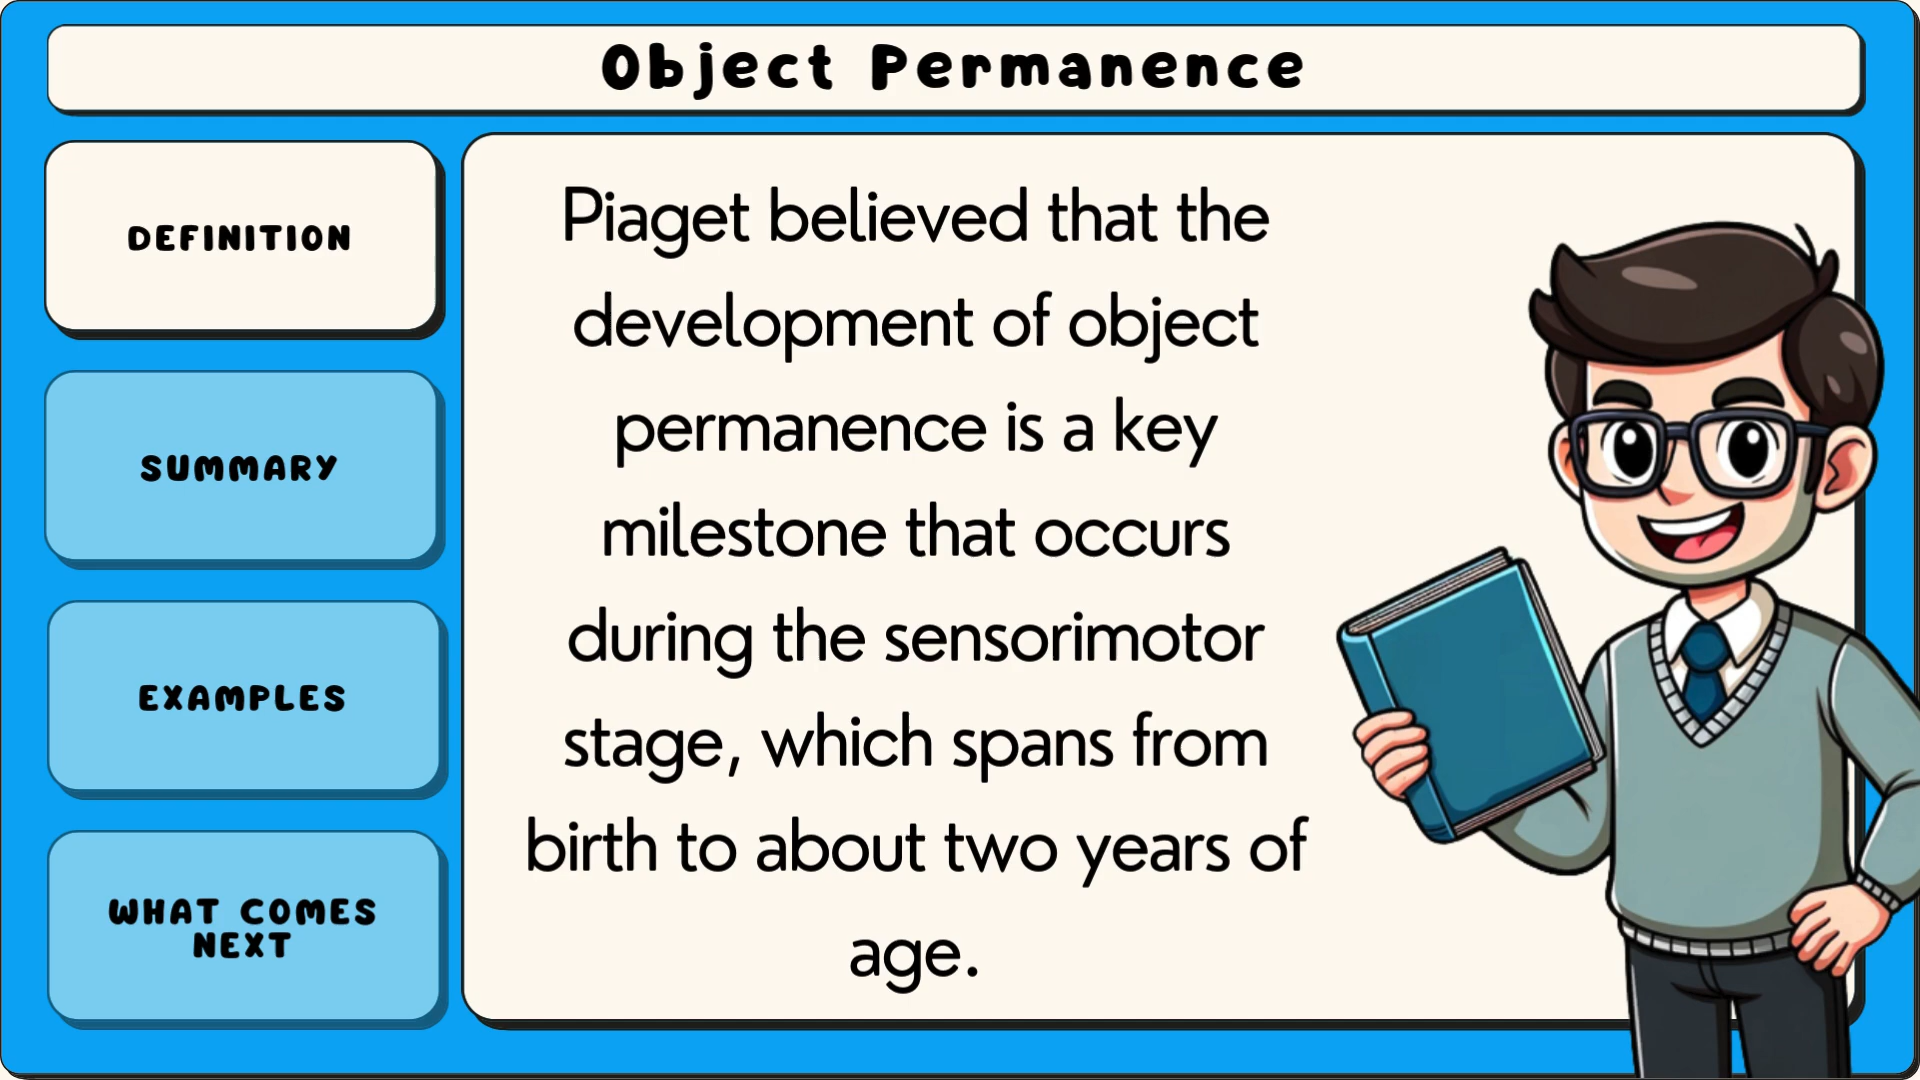 Object Permanence
DEFINITION
SUMMARY
EXAMPLES
WHAT COMES
NEXT
Piaget believed that the
development of object
permanence is a key
milestone that occurs
during the sensorimotor
stage, which spans from
birth to about two years of
age.